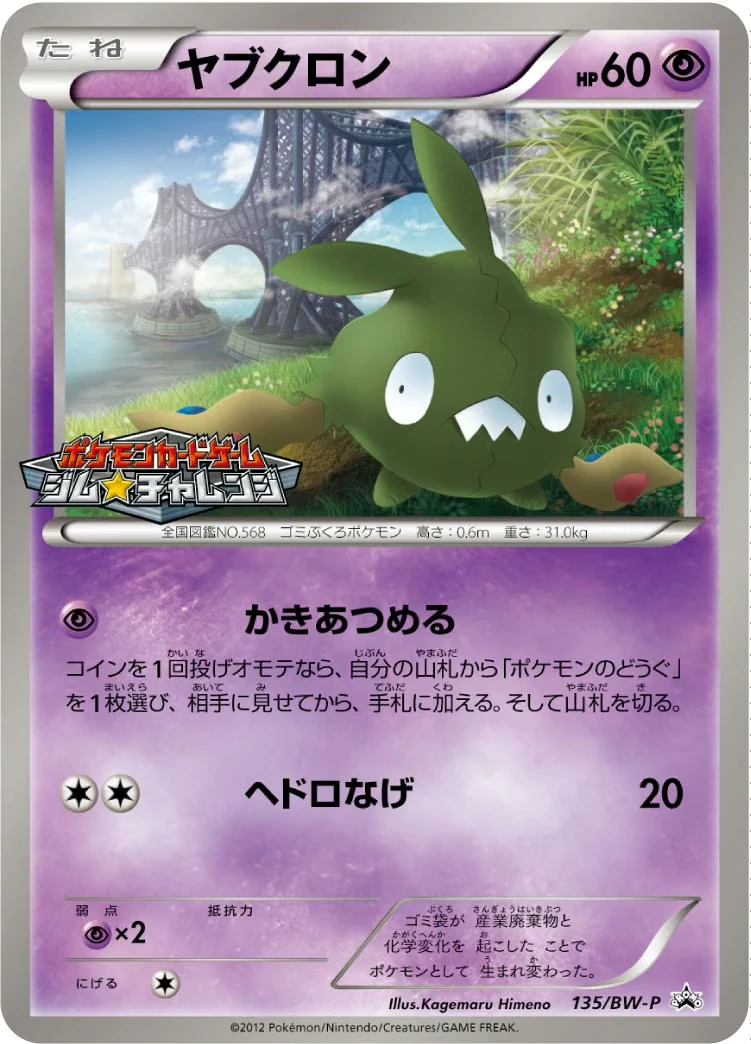 たね
ヤブクロン
HP60
ポケモンカードゲーム
ジム★チャレンジ
全国図鑑NO.568 ゴミぶくろポケモン 高さ:0.6m 重さ:31.0kg
かきあつめる
コインを1回投げオモテなら、自分の山札から「ポケモンのどうぐ」
を1枚選び、相手に見せてから、手札に加える。そして山札を切る。
ヘドロなげ 20
弱点 抵抗力
×2
にげる
ゴミ袋が 産業廃棄物と
化学変化を 起こした ことで
ポケモンとして 生まれ変わった。
Illus.Kagemaru Himeno 135/BW-P
©2012 Pokémon/Nintendo/Creatures/GAME FREAK.